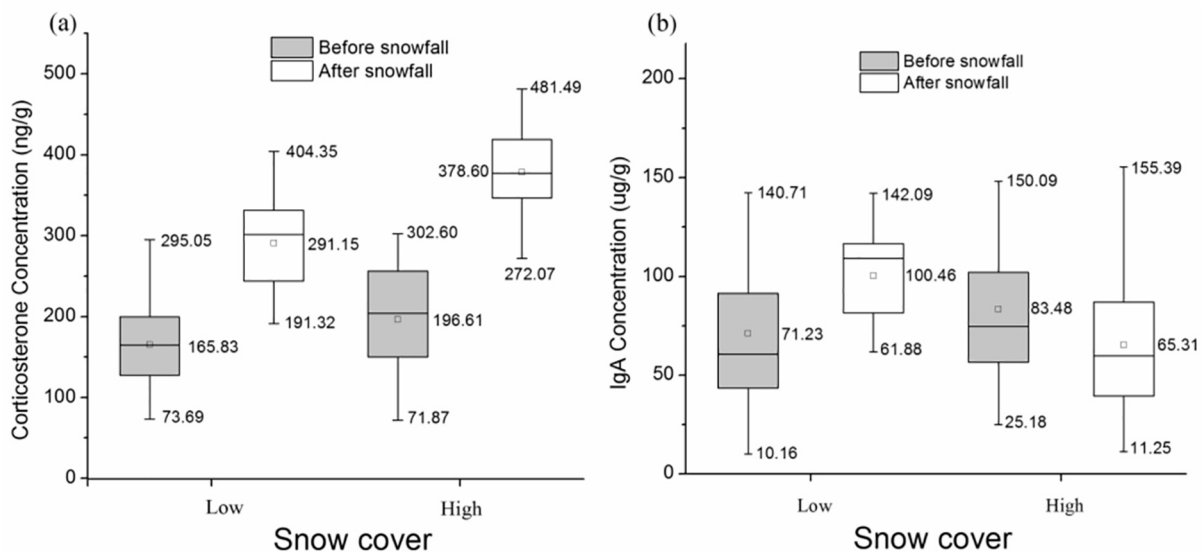 (a)
Before snowfall
After snowfall
Corticosterone Concentration (ng/g)
500
400
300
200
100
0
295.05
165.83
73.69
404.35
291.15
191.32
302.60
196.61
71.87
481.49
378.60
272.07
Low
High
Snow cover
(b)
Before snowfall
After snowfall
IgA Concentration (ug/g)
200
150
100
50
0
140.71
71.23
10.16
142.09
100.46
61.88
150.09
83.48
25.18
155.39
65.31
11.25
Low
High
Snow cover